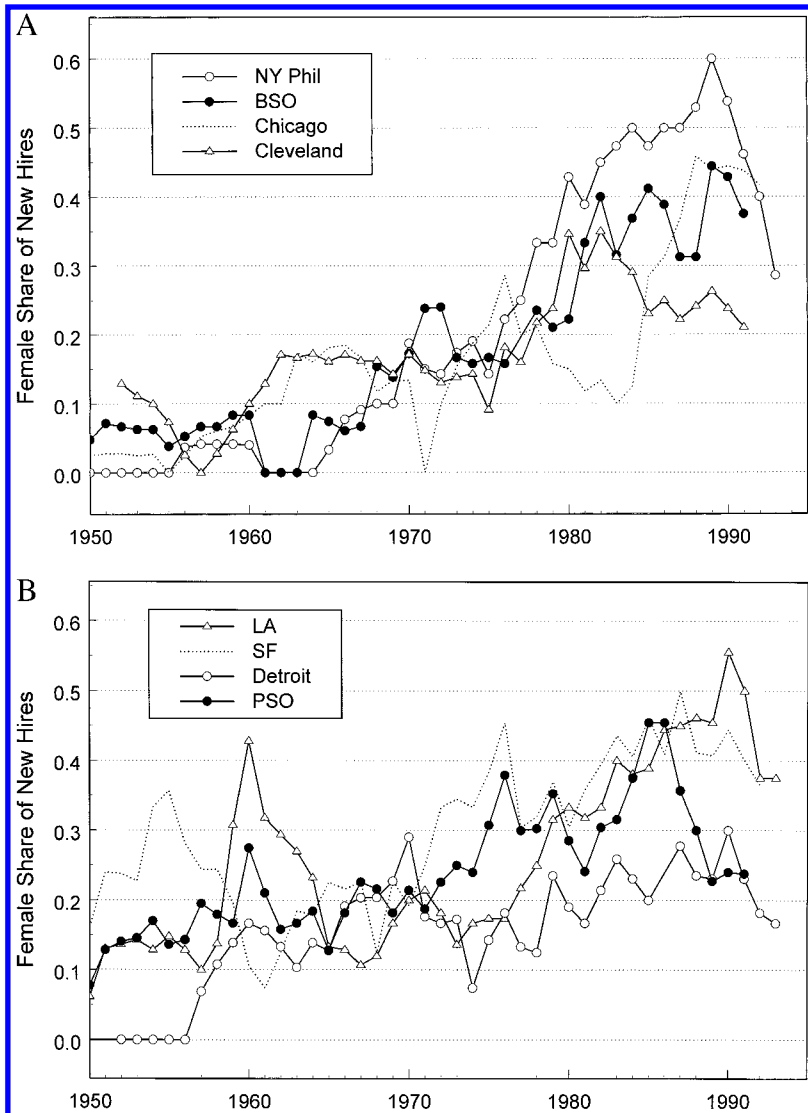 A
0.6
0.5
0.4
0.3
0.2
0.1
0.0
Female Share of New Hires
NY Phil
BSO
Chicago
Cleveland
1950 1960 1970 1980 1990
B
0.6
0.5
0.4
0.3
0.2
0.1
0.0
Female Share of New Hires
LA
SF
Detroit
PSO
1950 1960 1970 1980 1990